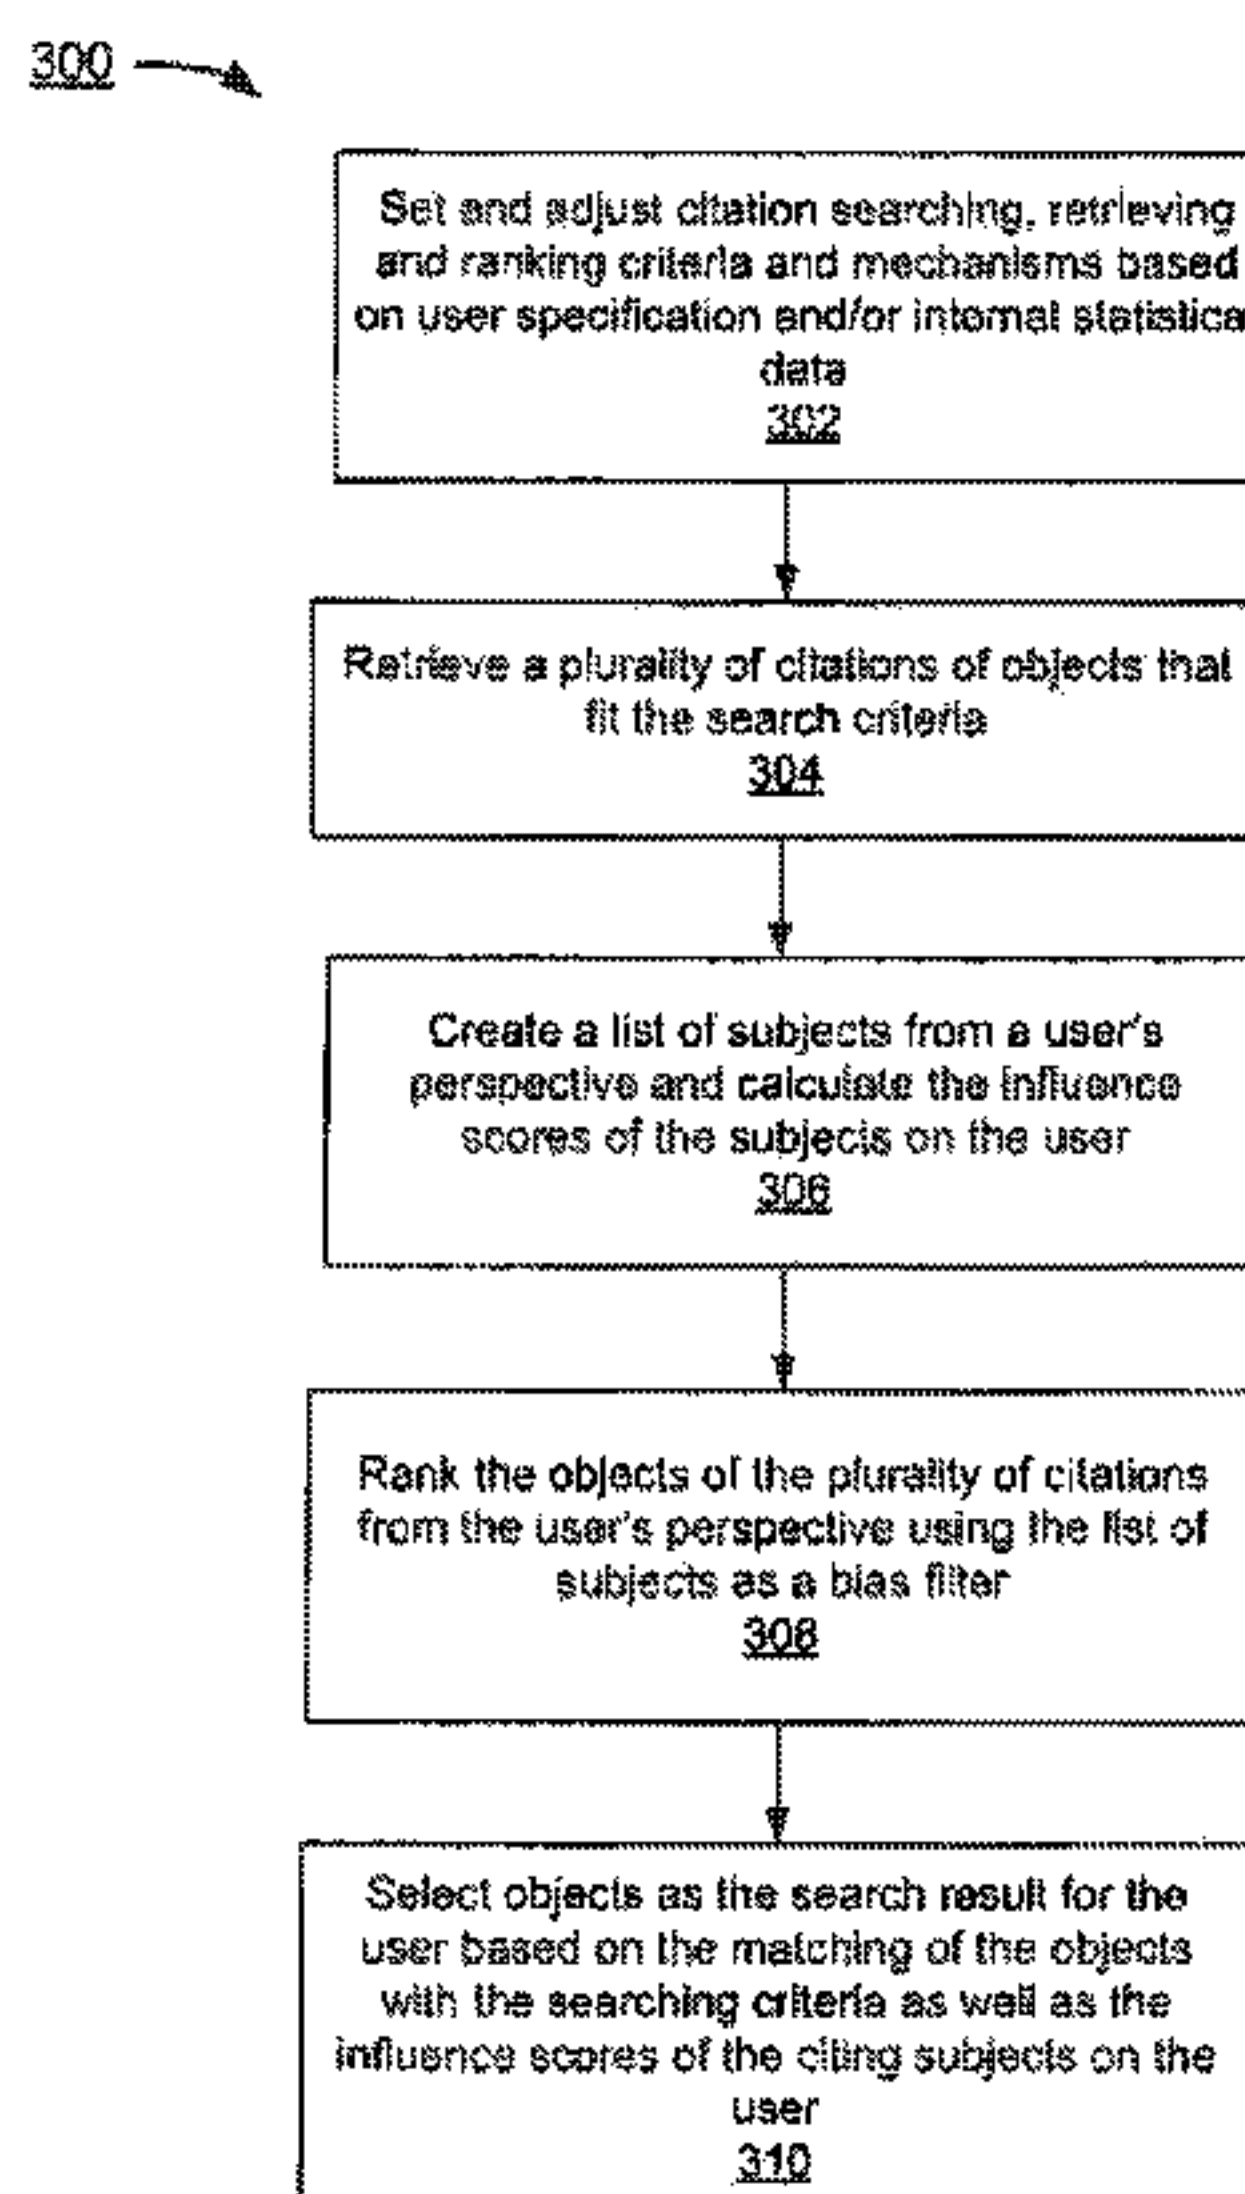 300
Set and adjust citation searching, retrieving
and ranking criteria and mechanisms based
on user specification and/or internal statistica
data
302
Retrieve a plurality of citations of objects that
fit the search criteria
304
Create a list of subjects from a user's
perspective and calculate the influence
scores of the subjects on the user
306
Rank the objects of the plurality of citations
from the user's perspective using the list of
subjects as a bias filter
308
Select objects as the search result for the
user based on the matching of the objects
with the searching criteria as well as the
influence scores of the citing subjects on the
user
310